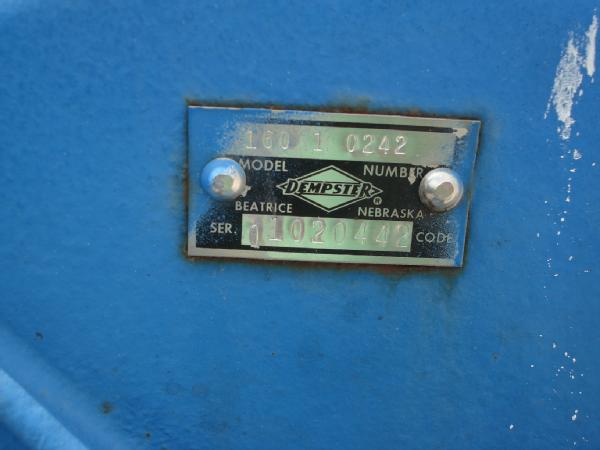 160 1 0242
MODEL NUMBER
DEMPSTER ®
BEATRICE NEBRASKA
SER. 11020442 CODE